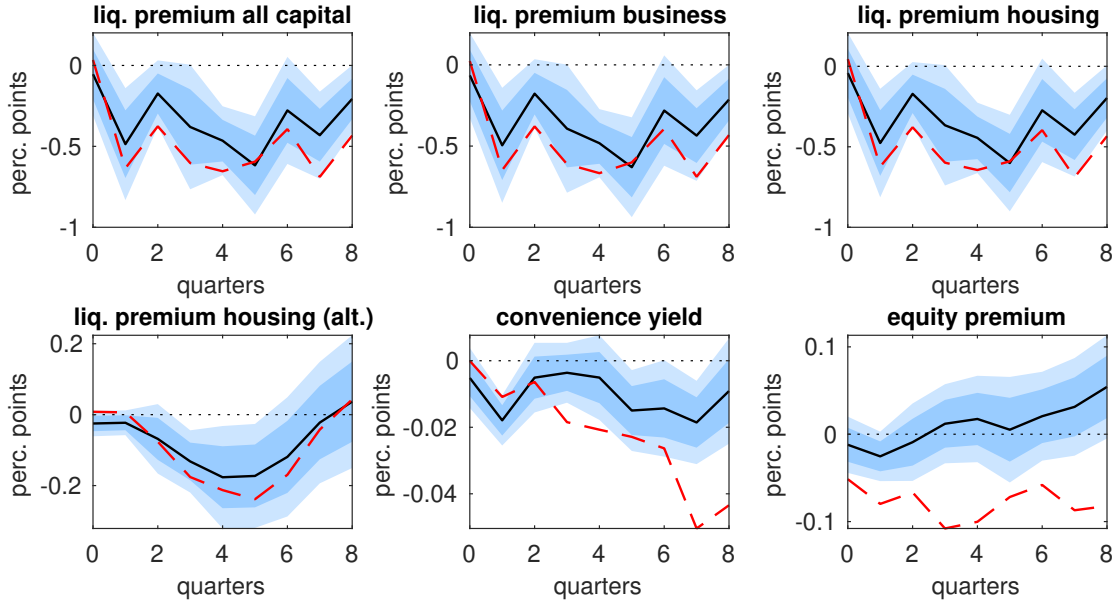 liq. premium all capital
perc. points
0
-0.5
-1
0 2 4 6 8
quarters
liq. premium business
perc. points
0
-0.5
-1
0 2 4 6 8
quarters
liq. premium housing
perc. points
0
-0.5
-1
0 2 4 6 8
quarters
liq. premium housing (alt.)
perc. points
0.2
0
-0.2
0 2 4 6 8
quarters
convenience yield
perc. points
0
-0.02
-0.04
0 2 4 6 8
quarters
equity premium
perc. points
0.1
0
-0.1
0 2 4 6 8
quarters